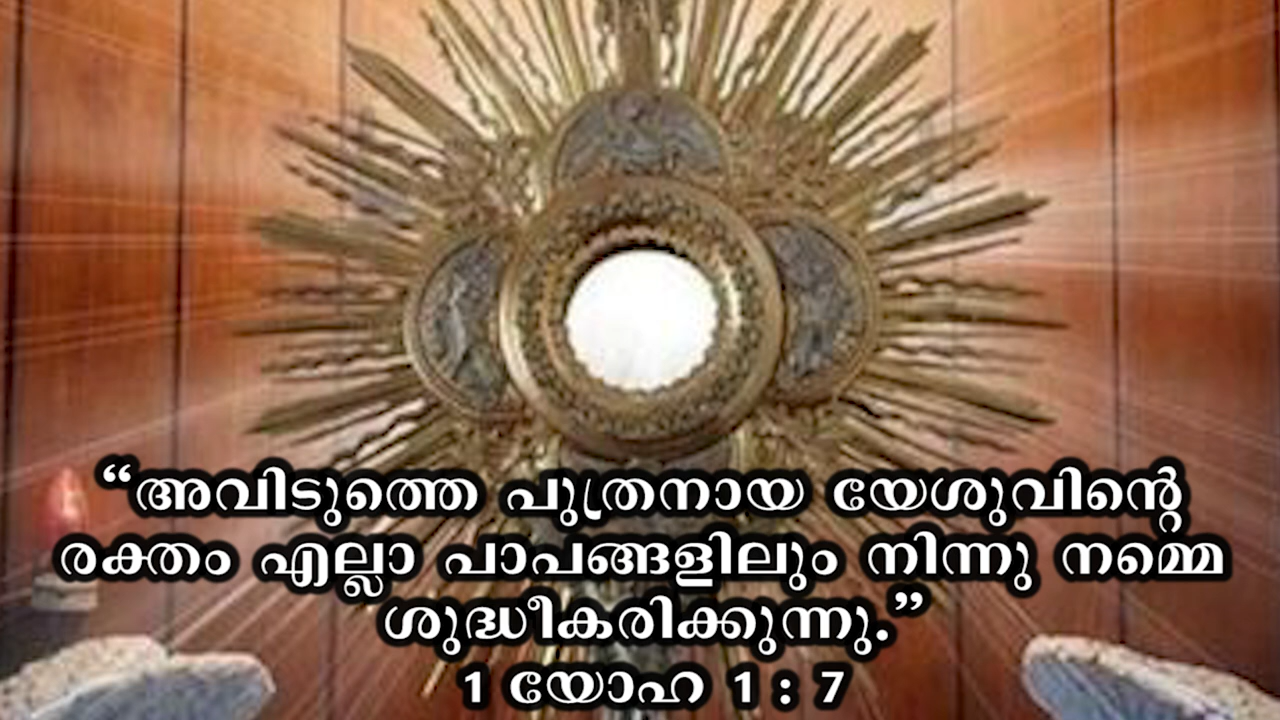 “അവിടുത്തെ പുത്രനായ യേശുവിന്റെ
രക്തം എല്ലാ പാപങ്ങളിലും നിന്നു നമ്മെ
ശുദ്ധീകരിക്കുന്നു.”
1 യോഹ 1 : 7